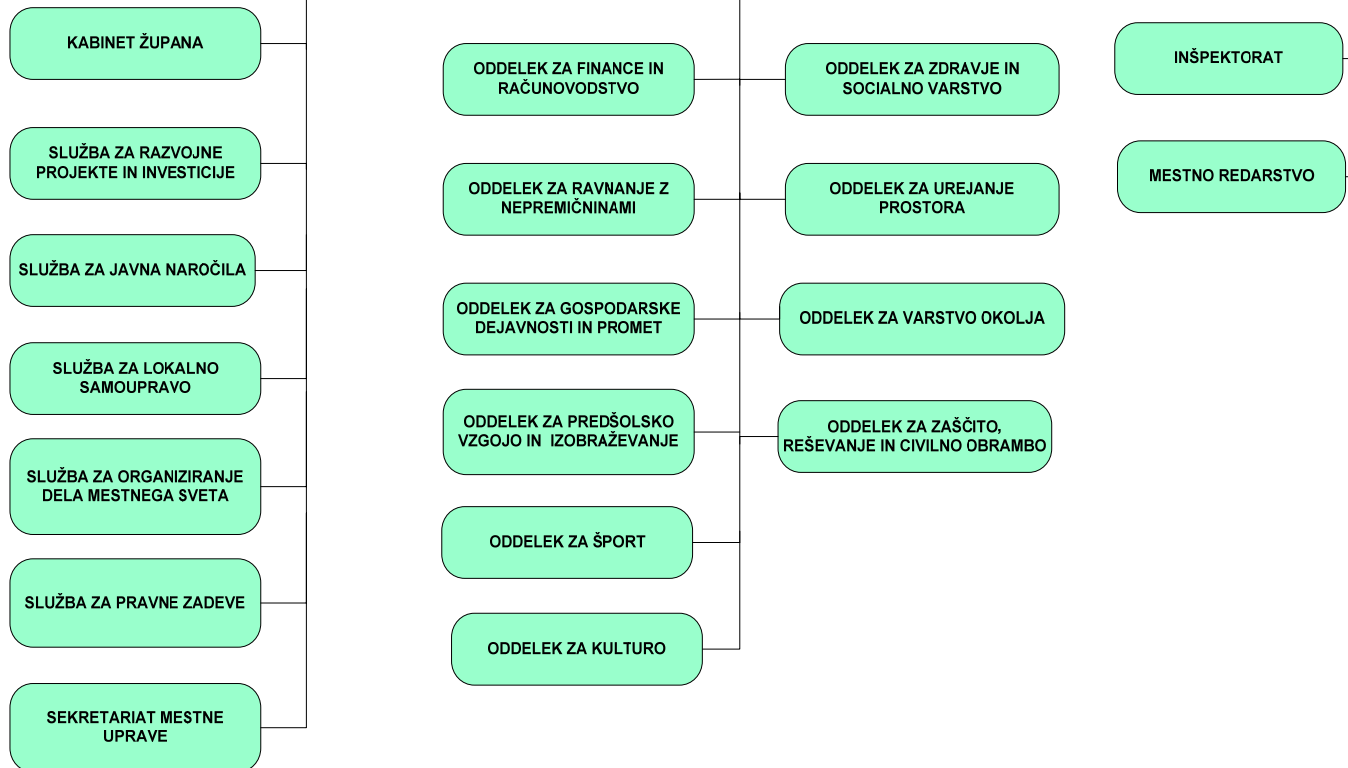 KABINET ŽUPANA
SLUŽBA ZA RAZVOJNE
PROJEKTE IN INVESTICIJE
SLUŽBA ZA JAVNA NAROČILA
SLUŽBA ZA LOKALNO
SAMOUPRAVO
SLUŽBA ZA ORGANIZIRANJE
DELA MESTNEGA SVETA
SLUŽBA ZA PRAVNE ZADEVE
SEKRETARIAT MESTNE
UPRAVE
ODDELEK ZA FINANCE IN
RAČUNOVODSTVO
ODDELEK ZA RAVNANJE Z
NEPREMIČNINAMI
ODDELEK ZA GOSPODARSKE
DEJAVNOSTI IN PROMET
ODDELEK ZA PREDŠOLSKO
VZGOJO IN IZOBRAŽEVANJE
ODDELEK ZA ŠPORT
ODDELEK ZA KULTURO
ODDELEK ZA ZDRAVJE IN
SOCIALNO VARSTVO
ODDELEK ZA UREJANJE
PROSTORA
ODDELEK ZA VARSTVO OKOLJA
ODDELEK ZA ZAŠČITO,
REŠEVANJE IN CIVILNO OBRAMBO
INŠPEKTORAT
MESTNO REDARSTVO